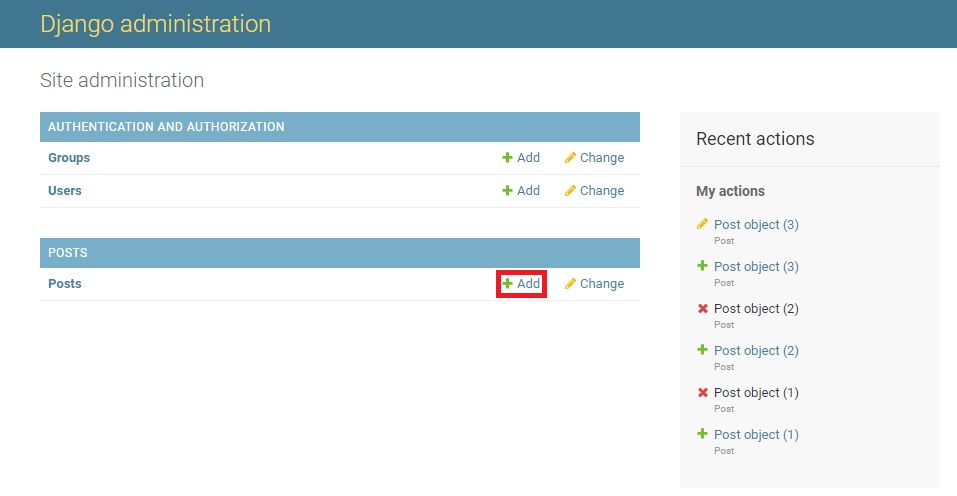 Django administration
Site administration
AUTHENTICATION AND AUTHORIZATION
Groups Add Change
Users Add Change
POSTS
Posts Add Change
Recent actions
My actions
Post object (3)
Post
Post object (3)
Post
Post object (2)
Post
Post object (2)
Post
Post object (1)
Post
Post object (1)
Post